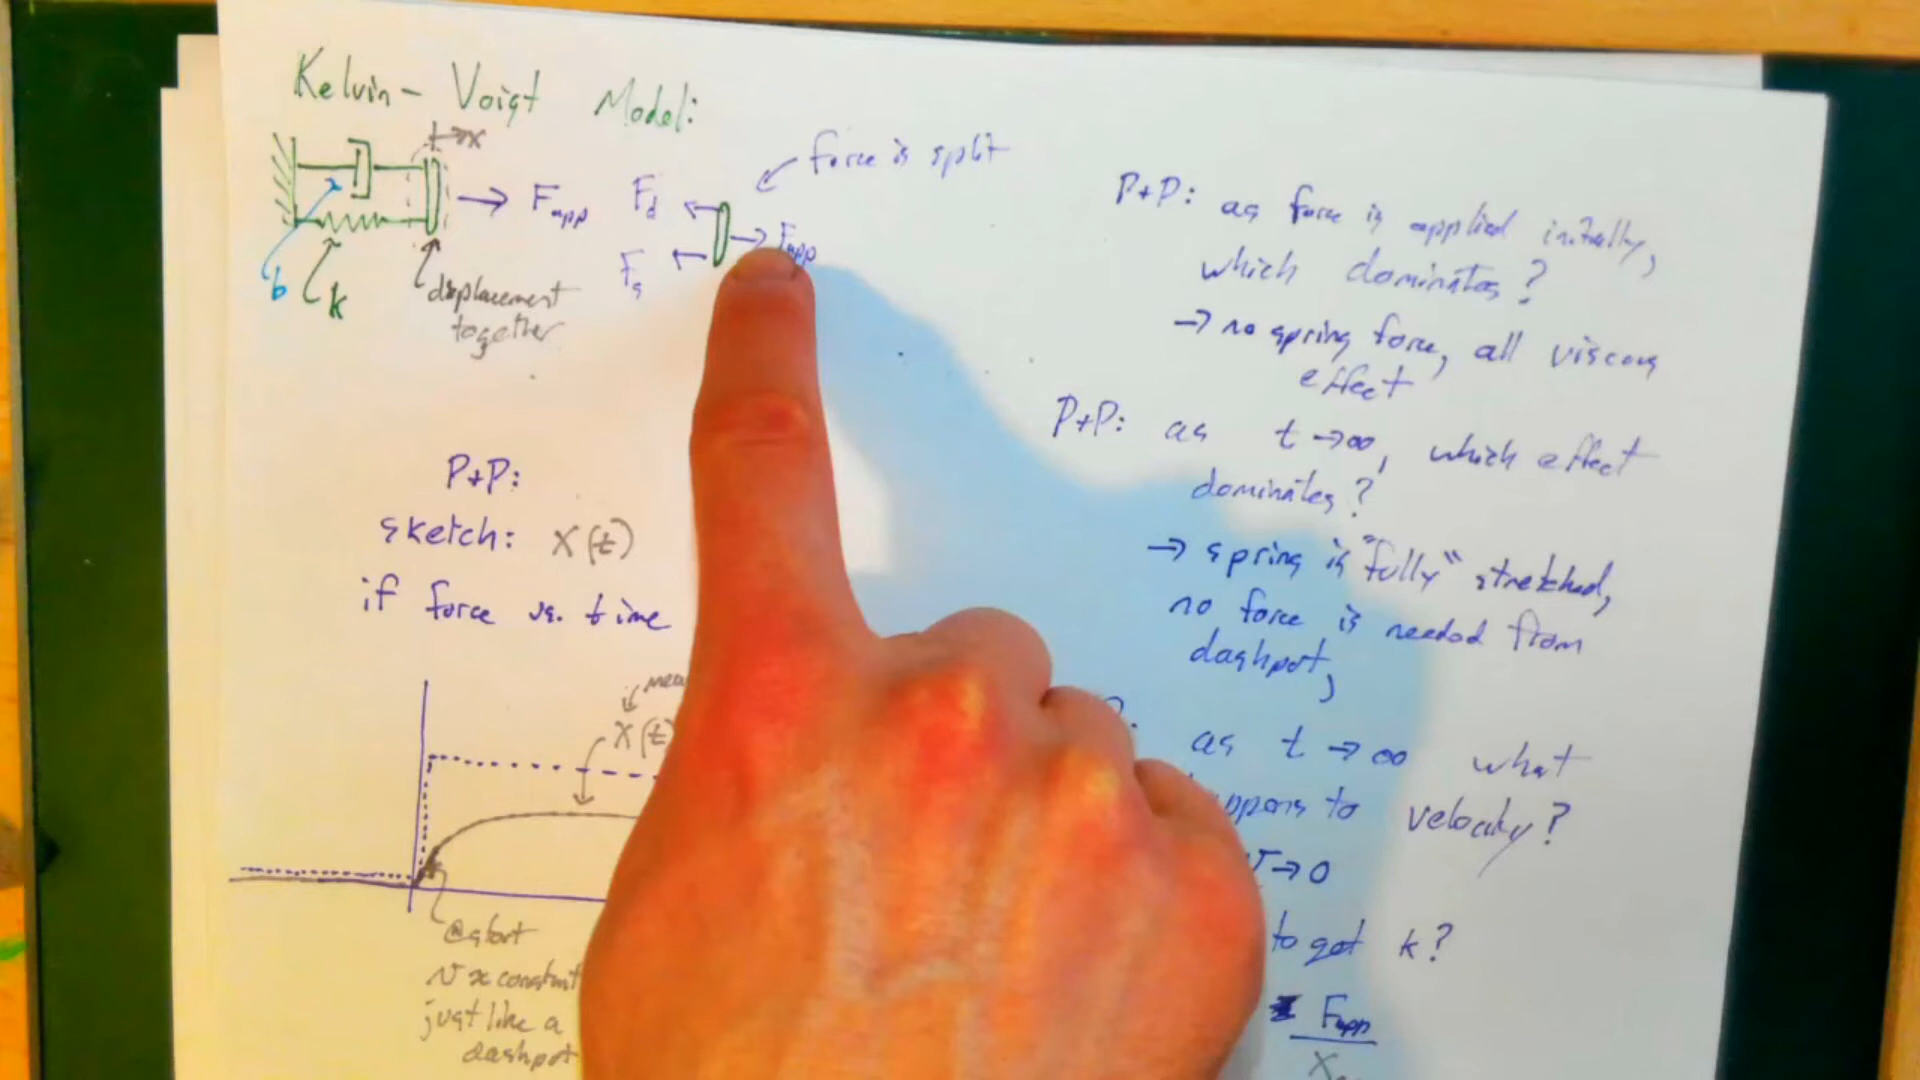 Kelvin-Voigt Model:
x
F_app
b
k
displacement
together
force is split
F_d
F_s
F_app
P+P:
sketch: X(t)
if force vs. time
X(t)
@start
just like a
dashpot
P+P: as force is applied initially,
which dominates?
→ no spring force, all viscous
effect
P+P: as t→∞, which effect
dominates?
→ spring is "fully" stretched,
no force is needed from
dashpot,
as t→∞ what
to velocity?
→0
to get k?
F_app
X